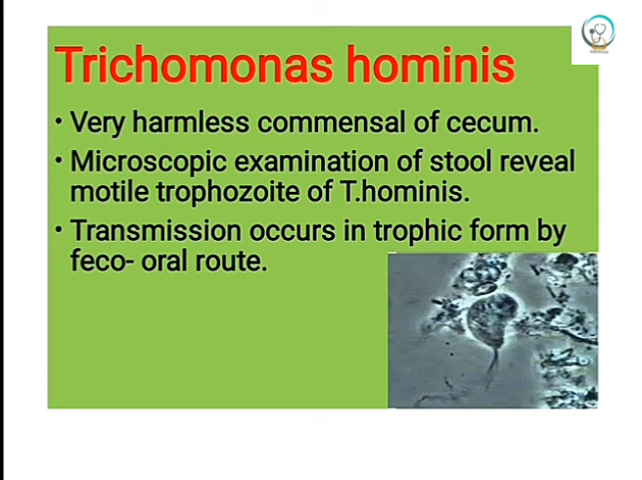 Trichomonas hominis
• Very harmless commensal of cecum.
• Microscopic examination of stool reveal
motile trophozoite of T.hominis.
• Transmission occurs in trophic form by
feco- oral route.